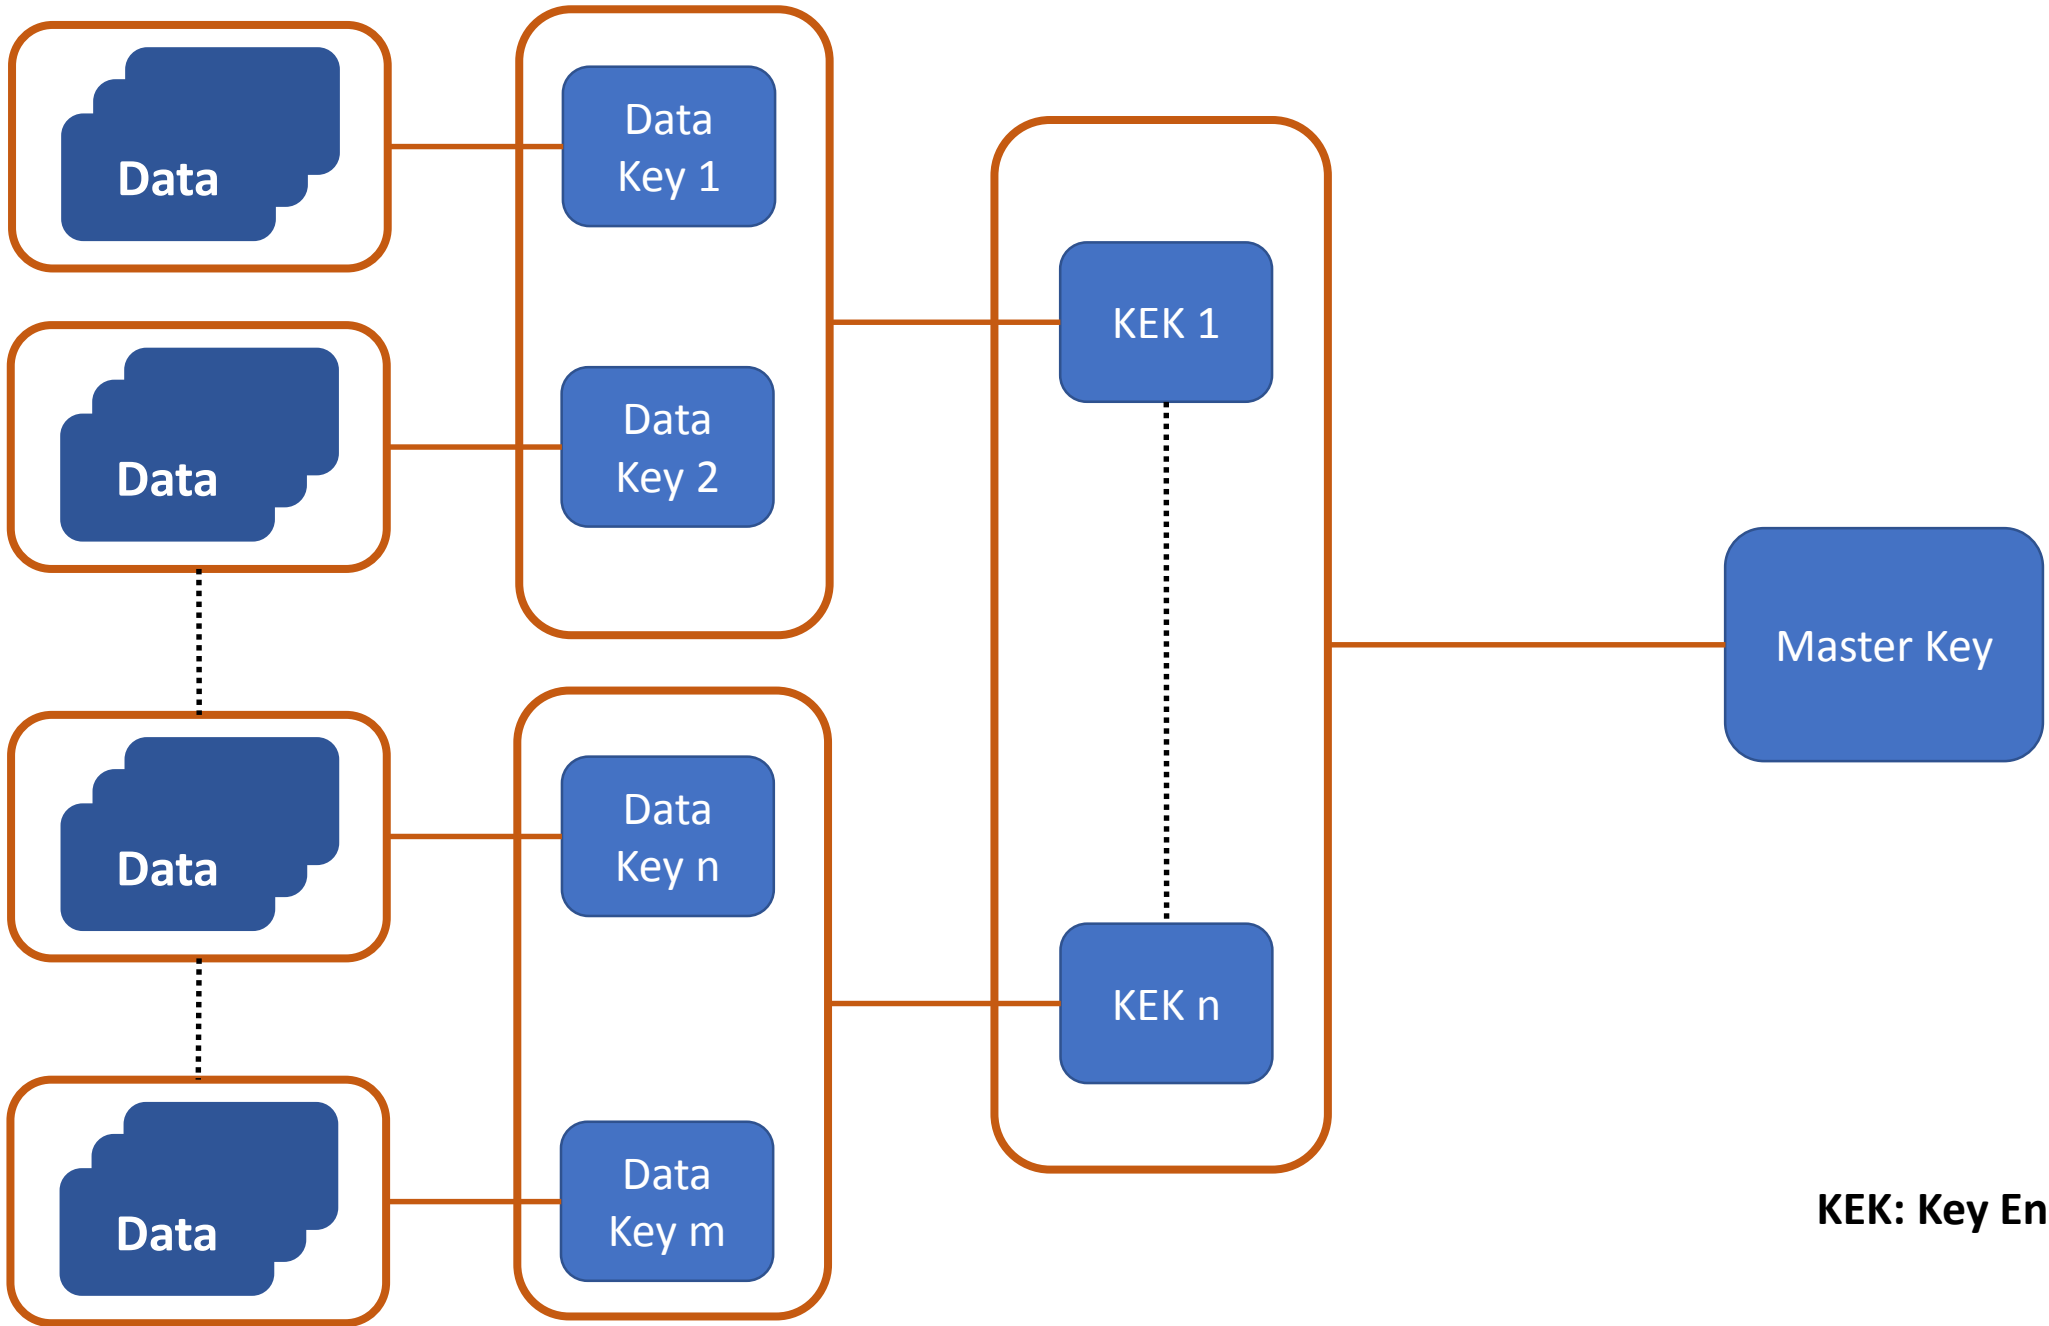 Data
Data
Key 1
Data
Data
Key 2
KEK 1
Master Key
Data
Data
Key n
KEK n
Data
Data
Key m
KEK: Key En